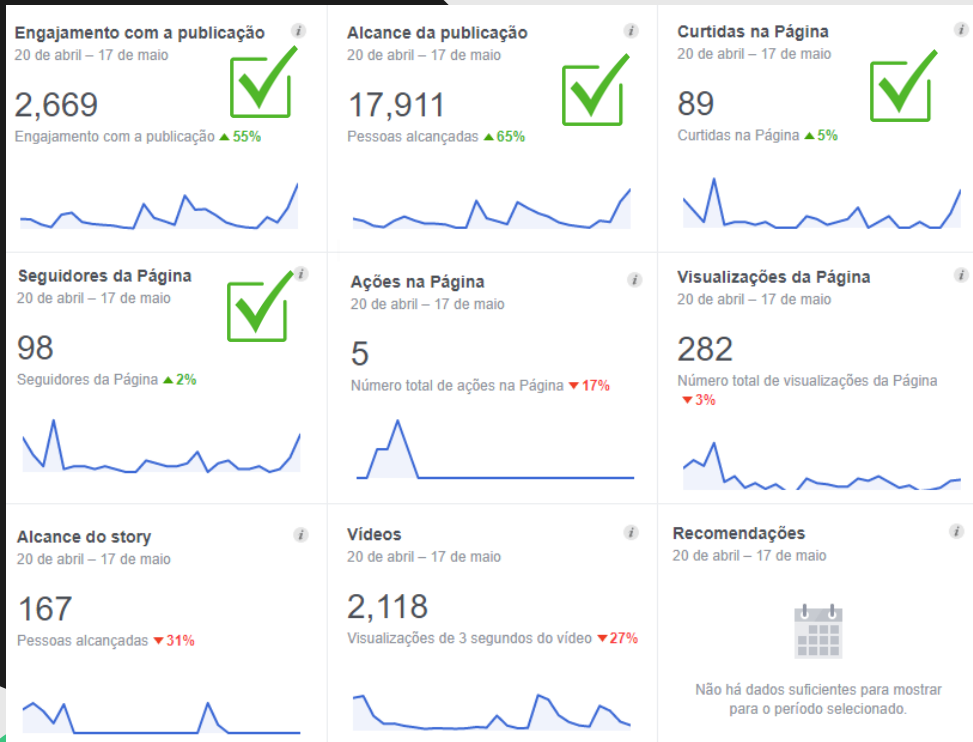 Engajamento com a publicação
20 de abril – 17 de maio
2,669
Engajamento com a publicação 55%
Alcance da publicação
20 de abril – 17 de maio
17,911
Pessoas alcançadas 65%
Curtidas na Página
20 de abril – 17 de maio
89
Curtidas na Página 5%
Seguidores da Página
20 de abril – 17 de maio
98
Seguidores da Página 2%
Ações na Página
20 de abril – 17 de maio
5
Número total de ações na Página 17%
Visualizações da Página
20 de abril – 17 de maio
282
Número total de visualizações da Página
3%
Alcance do story
20 de abril – 17 de maio
167
Pessoas alcançadas 31%
Vídeos
20 de abril – 17 de maio
2,118
Visualizações de 3 segundos do vídeo 27%
Recomendações
20 de abril – 17 de maio
Não há dados suficientes para mostrar
para o período selecionado.